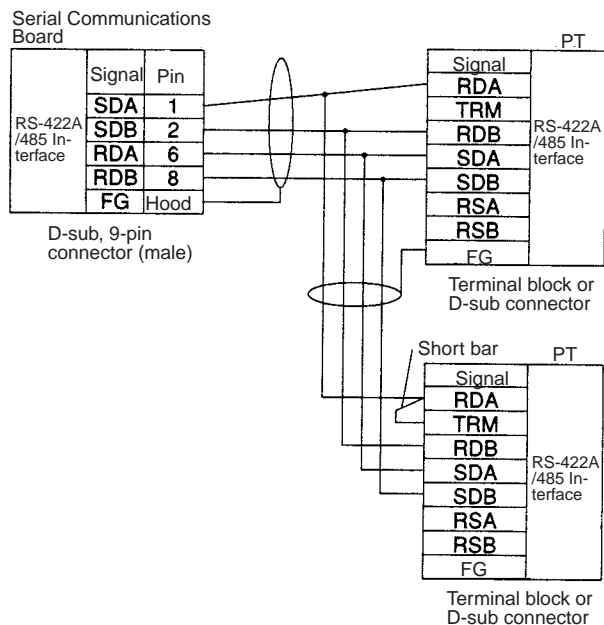 Serial Communications
Board
Signal Pin
SDA 1
SDB 2
RDA 6
RDB 8
FG Hood
RS-422A
/485 In-
terface
D-sub, 9-pin
connector (male)
PT
Signal
RDA
TRM
RDB
SDA
SDB
RSA
RSB
FG
RS-422A
/485 In-
terface
Terminal block or
D-sub connector
Short bar
PT
Signal
RDA
TRM
RDB
SDA
SDB
RSA
RSB
FG
RS-422A
/485 In-
terface
Terminal block or
D-sub connector